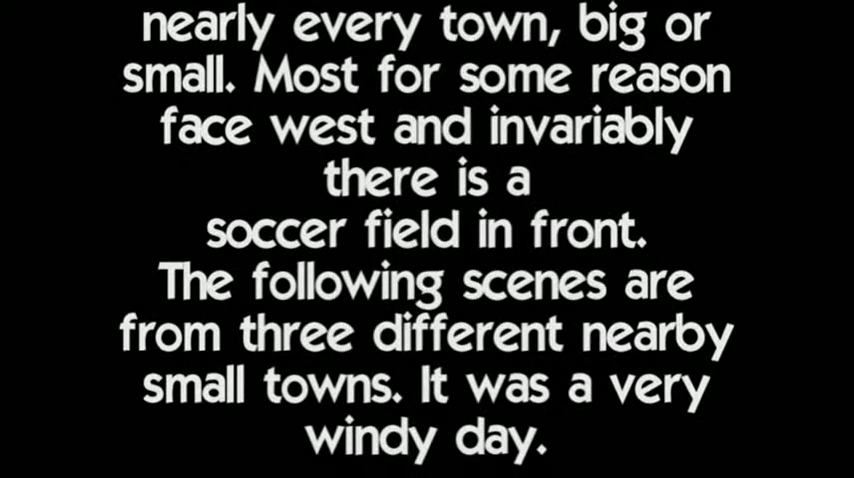 nearly every town, big or
small. Most for some reason
face west and invariably
there is a
soccer field in front.
The following scenes are
from three different nearby
small towns. It was a very
windy day.